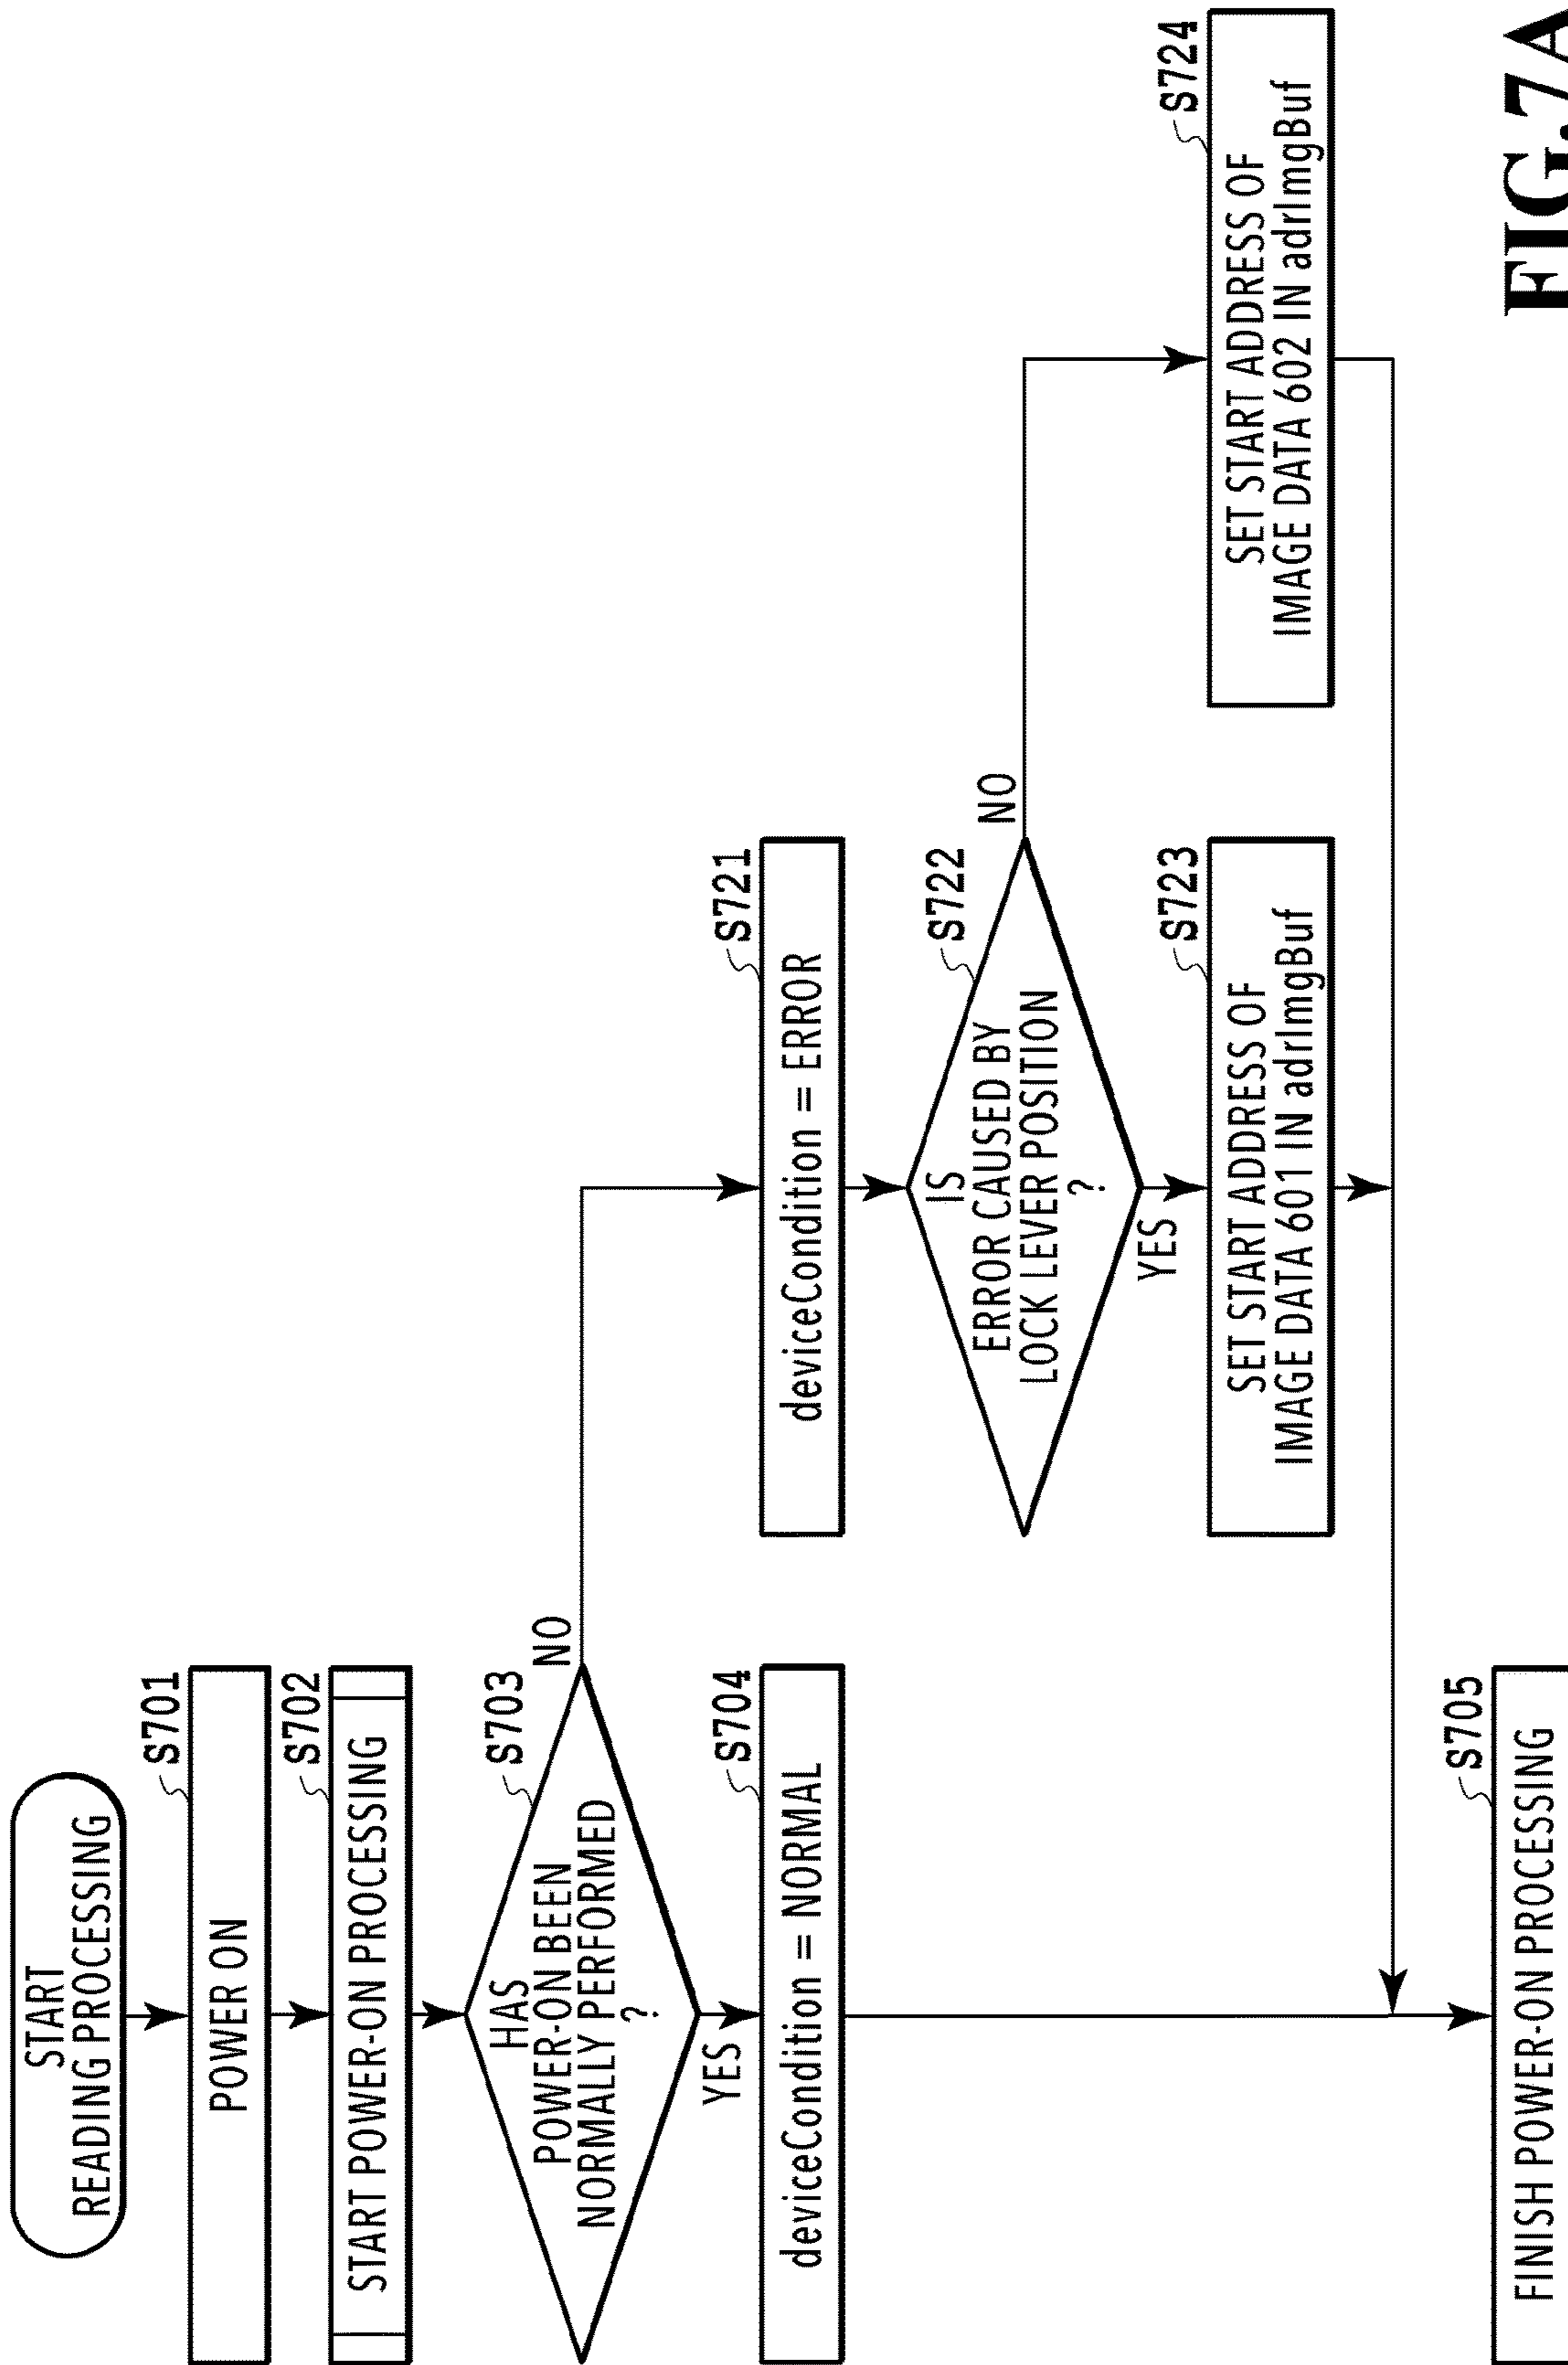 START
READING PROCESSING
S701
POWER ON
S702
START POWER-ON PROCESSING
S703
HAS
POWER-ON BEEN
NORMALLY PERFORMED
?
NO
YES
S704
deviceCondition = NORMAL
S721
deviceCondition = ERROR
S722
IS
ERROR CAUSED BY
LOCK LEVER POSITION
?
NO
YES
S723
SET START ADDRESS OF
IMAGE DATA 601 IN adrImgBuf
S724
SET START ADDRESS OF
IMAGE DATA 602 IN adrImgBuf
S705
FINISH POWER-ON PROCESSING
FIG.7A